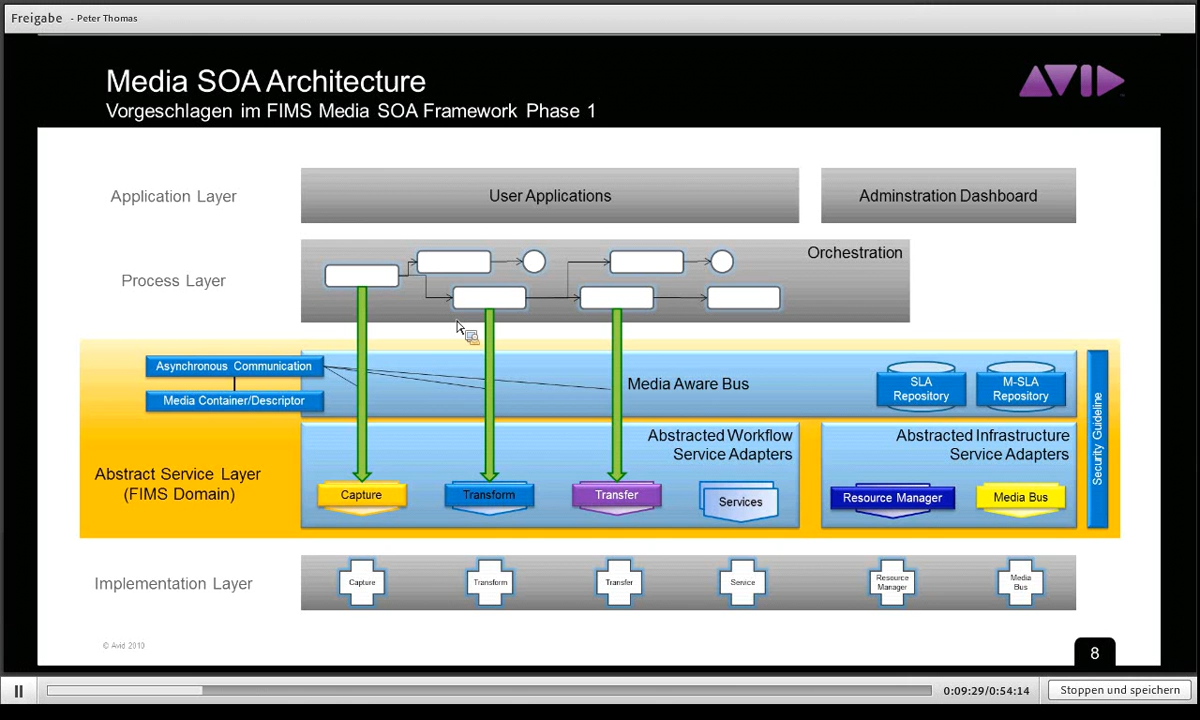 Freigabe - Peter Thomas
Media SOA Architecture
AVID
Vorgeschlagen im FIMS Media SOA Framework Phase 1
Application Layer
User Applications
Adminstration Dashboard
Process Layer
Orchestration
Asynchronous Communication
Media Container/Descriptor
Media Aware Bus
SLA
Repository
M-SLA
Repository
Security Guideline
Abstract Service Layer
(FIMS Domain)
Abstracted Workflow
Service Adapters
Capture
Transform
Transfer
Services
Abstracted Infrastructure
Service Adapters
Resource Manager
Media Bus
Implementation Layer
Capture
Transform
Transfer
Service
Resource
Manager
Media
Bus
© Avid 2010
8
0:09:29/0:54:14
Stoppen und speichern